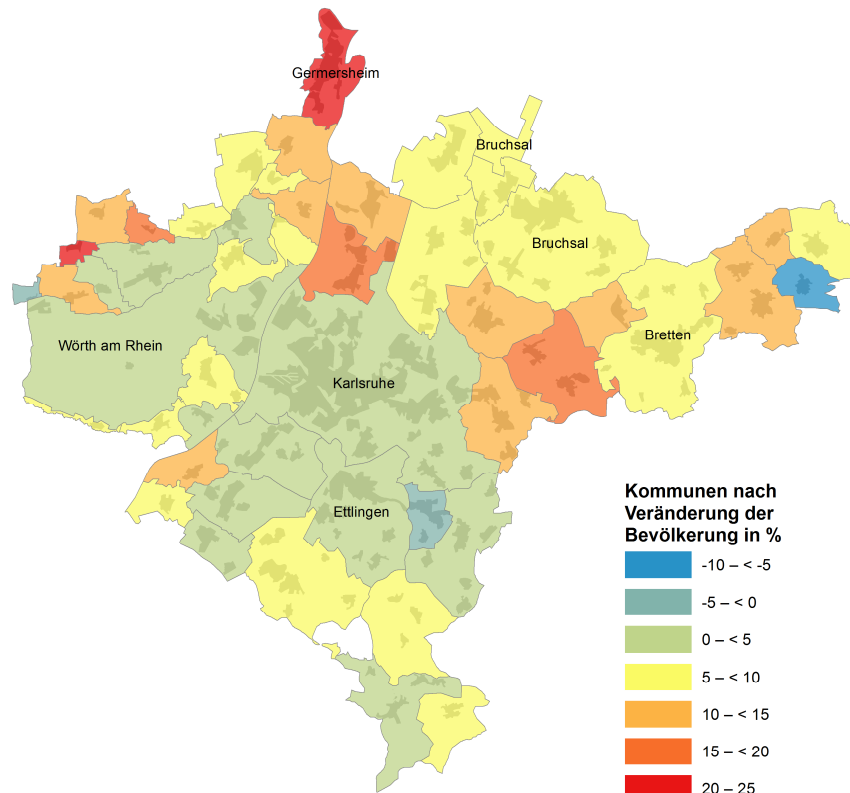 Germersheim
Bruchsal
Bruchsal
Wörth am Rhein
Bretten
Karlsruhe
Ettlingen
Kommunen nach
Veränderung der
Bevölkerung in %
-10 – < -5
-5 – < 0
0 – < 5
5 – < 10
10 – < 15
15 – < 20
20 – 25